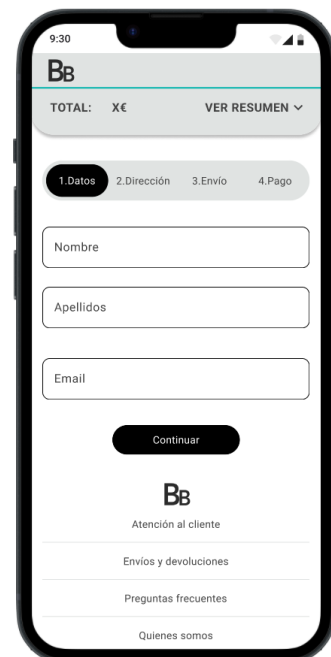 9:30
BB
TOTAL: X€ VER RESUMEN
1.Datos 2.Dirección 3.Envío 4.Pago
Nombre
Apellidos
Email
Continuar
BB
Atención al cliente
Envíos y devoluciones
Preguntas frecuentes
Quienes somos